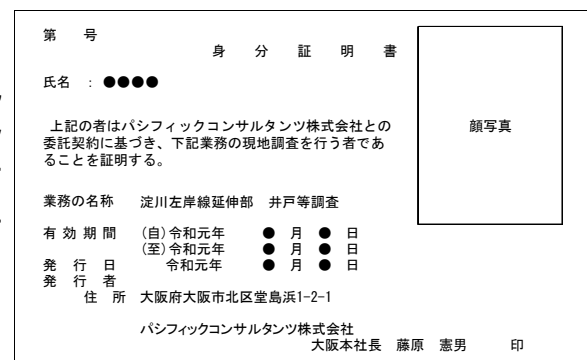 第 号
身 分 証 明 書
氏名 : ●●●●
上記の者はパシフィックコンサルタンツ株式会社との
委託契約に基づき、下記業務の現地調査を行う者であ
ることを証明する。
顔写真
業務の名称 淀川左岸線延伸部 井戸等調査
有効期間 (自)令和元年 ● 月 ● 日
(至)令和元年 ● 月 ● 日
発行日 令和元年 ● 月 ● 日
発行者
住所 大阪府大阪市北区堂島浜1-2-1
パシフィックコンサルタンツ株式会社
大阪本社長 藤原 憲男 印